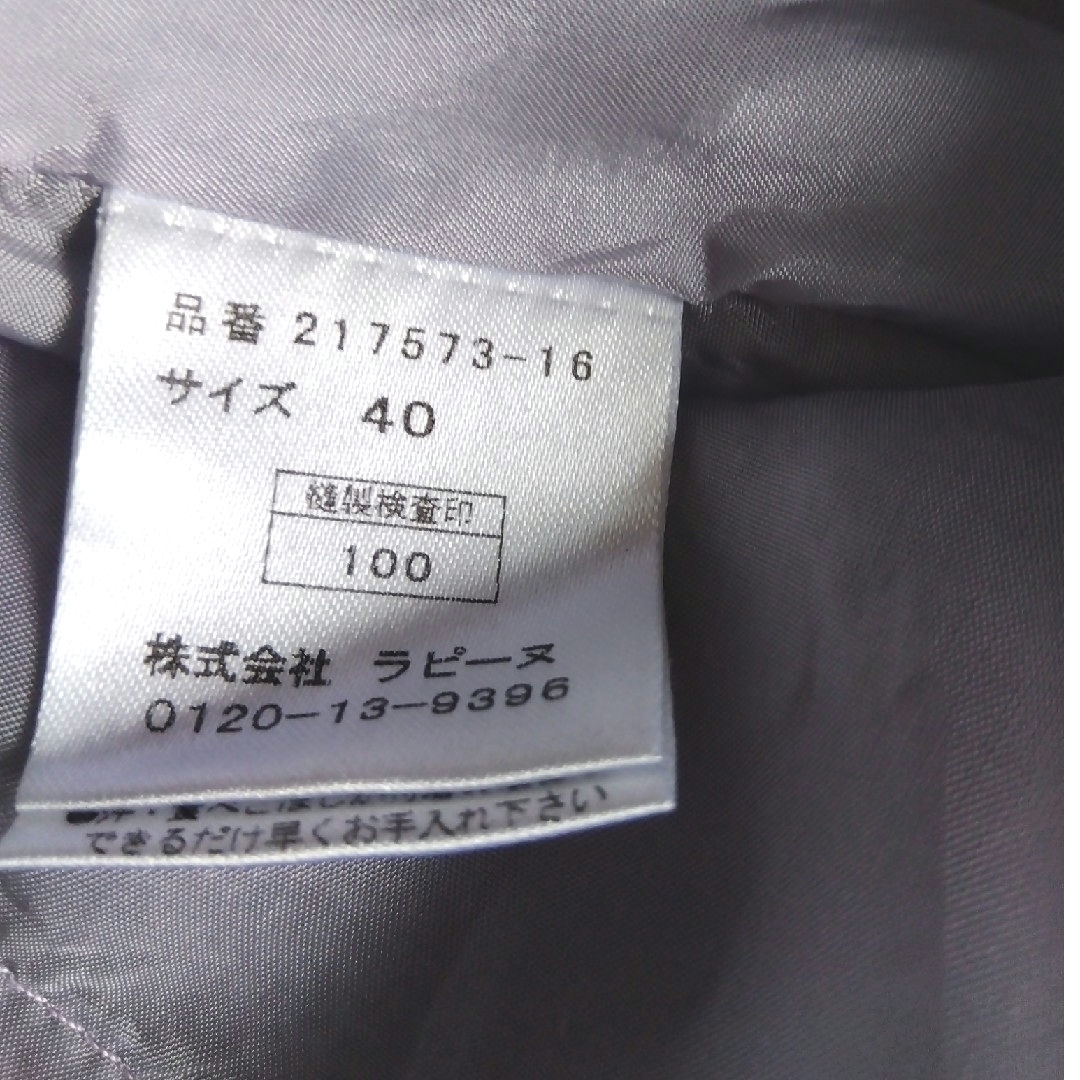 品番 217573-16
サイズ 40
縫製検査印
100
株式会社 ラピーヌ
0120-13-9396
できるだけ早くお手入れ下さい